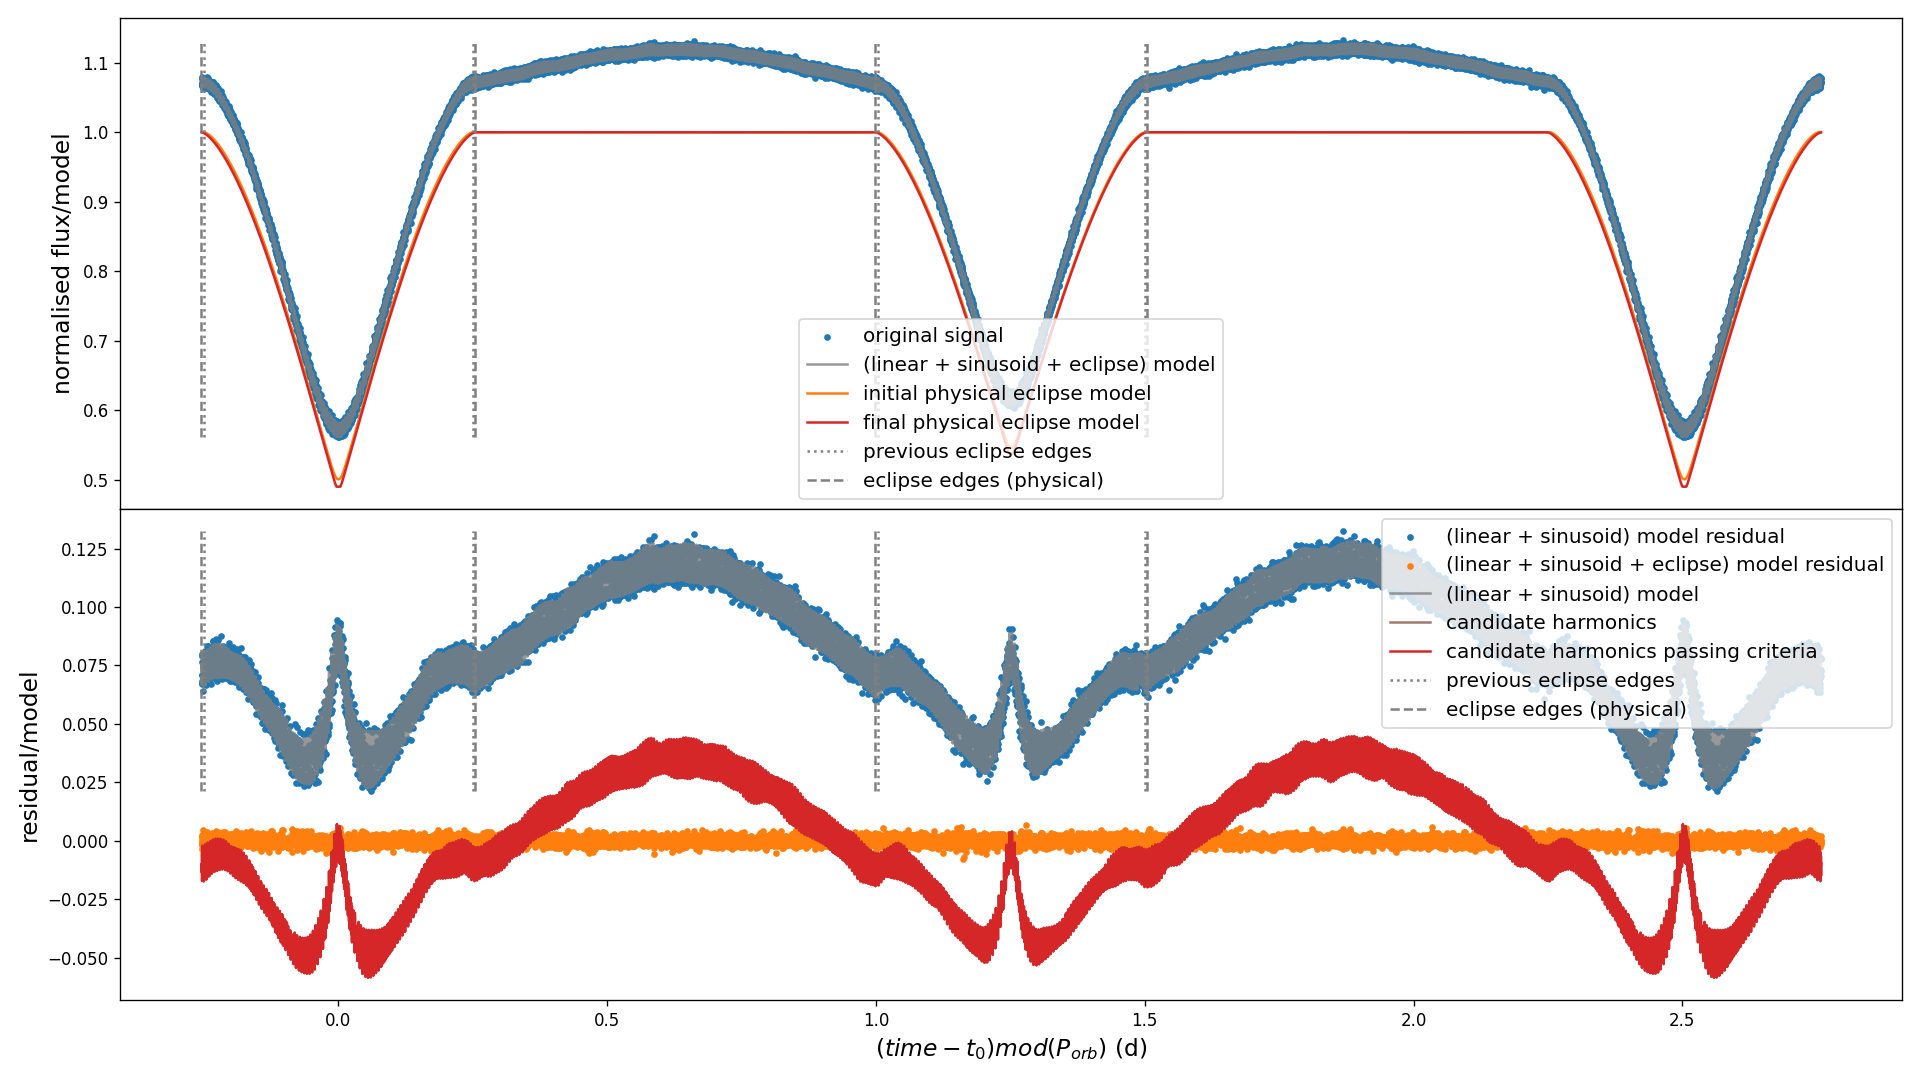 normalised flux/model
1.1
1.0
0.9
0.8
0.7
0.6
0.5
original signal
(linear + sinusoid + eclipse) model
initial physical eclipse model
final physical eclipse model
previous eclipse edges
eclipse edges (physical)
residual/model
0.125
0.100
0.075
0.050
0.025
0.000
−0.025
−0.050
(linear + sinusoid) model residual
(linear + sinusoid + eclipse) model residual
(linear + sinusoid) model
candidate harmonics
candidate harmonics passing criteria
previous eclipse edges
eclipse edges (physical)
0.0 0.5 1.0 1.5 2.0 2.5
(time − t₀)mod(P_orb) (d)